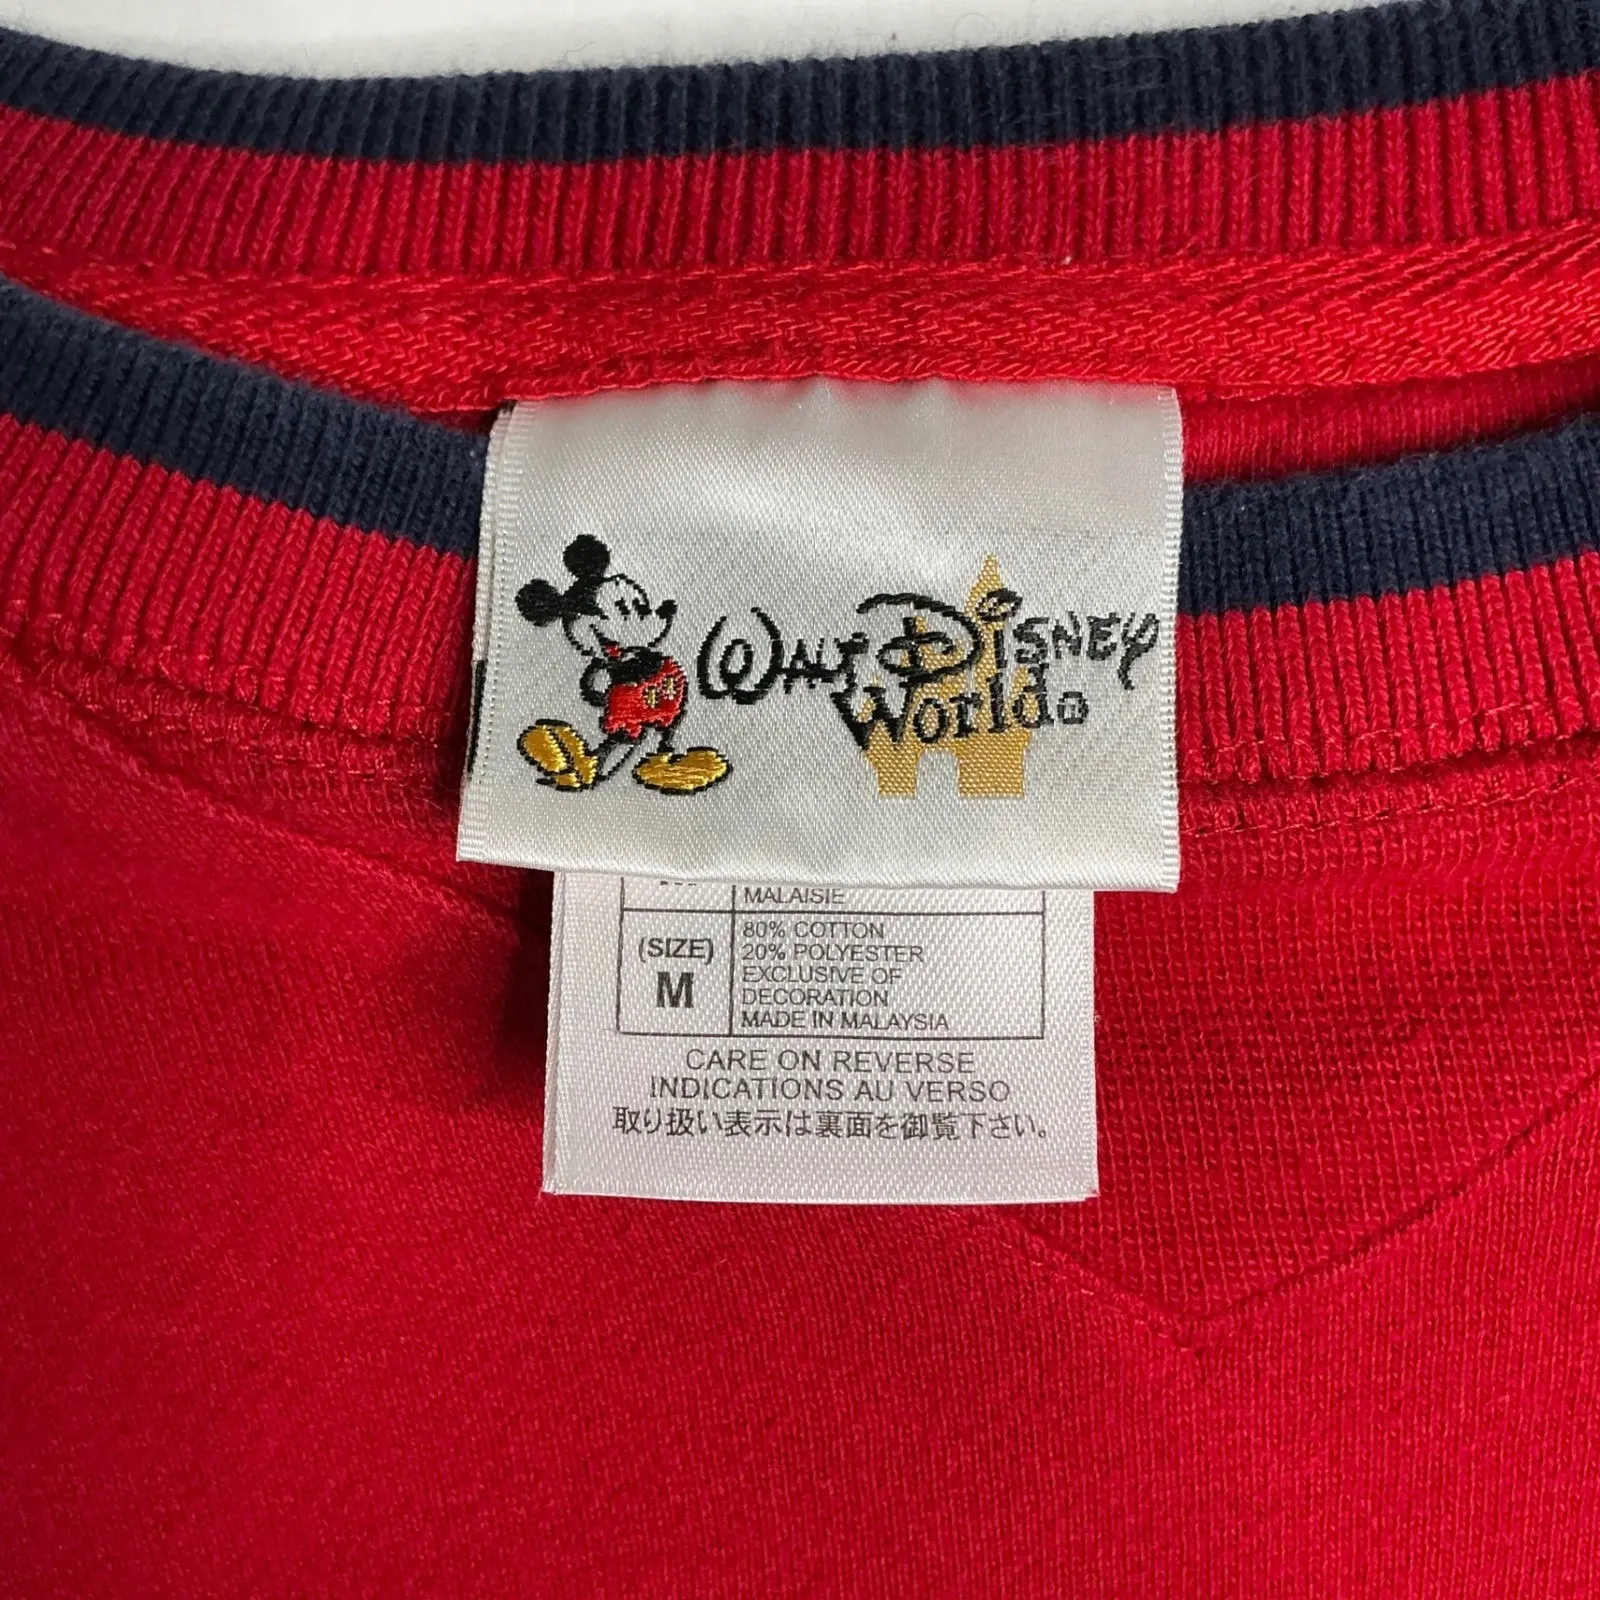 WALT DISNEY
World®
MALAISIE
(SIZE)
M
80% COTTON
20% POLYESTER
EXCLUSIVE OF
DECORATION
MADE IN MALAYSIA
CARE ON REVERSE
INDICATIONS AU VERSO
取り扱い表示は裏面を御覧下さい。